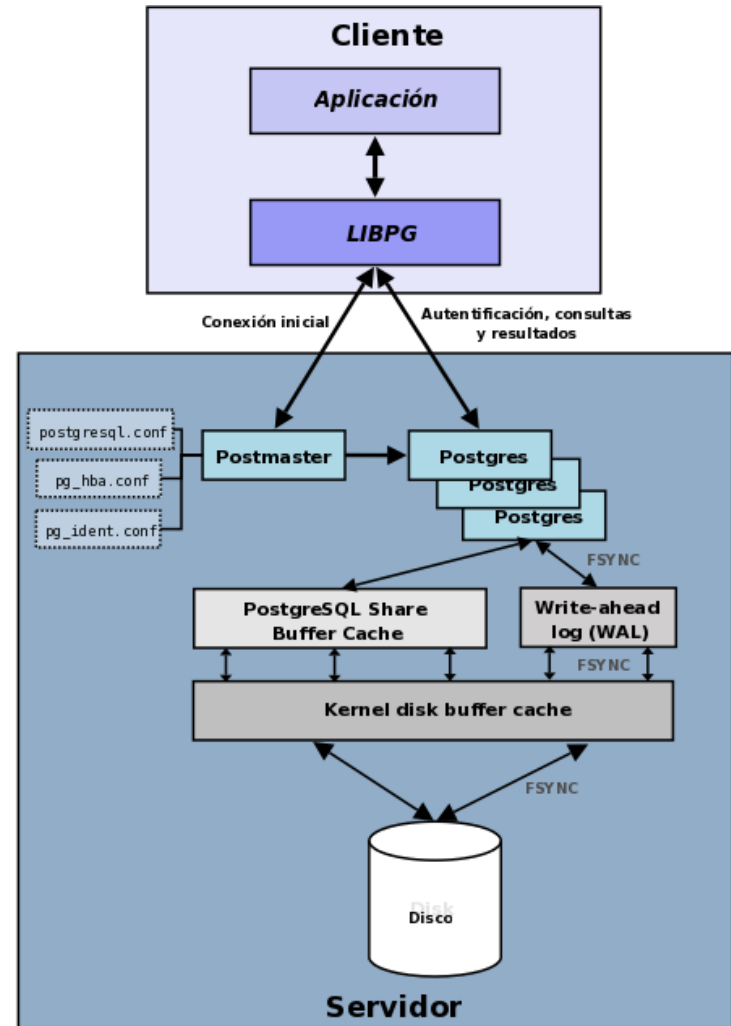 Cliente
Aplicación
LIBPG
Conexión inicial
Autentificación, consultas
y resultados
postgresql.conf
pg_hba.conf
pg_ident.conf
Postmaster
Postgres
Postgres
Postgres
FSYNC
PostgreSQL Share
Buffer Cache
Write-ahead
log (WAL)
FSYNC
Kernel disk buffer cache
FSYNC
Disk
Disco
Servidor